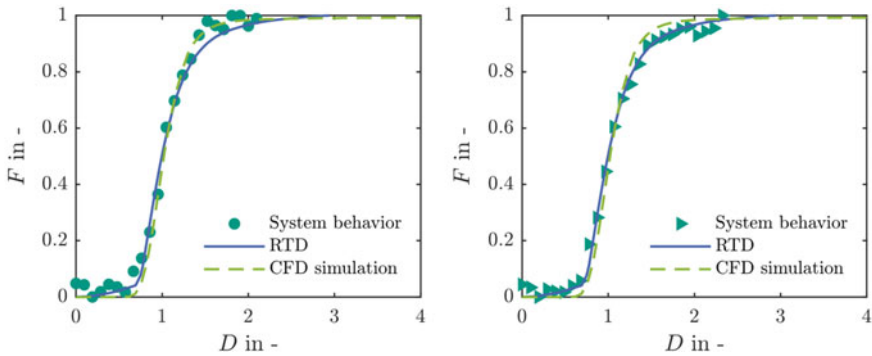 1
0.8
0.6
0.4
0.2
0
F in -
System behavior
RTD
CFD simulation
0 1 2 3 4
D in -
1
0.8
0.6
0.4
0.2
0
F in -
System behavior
RTD
CFD simulation
0 1 2 3 4
D in -